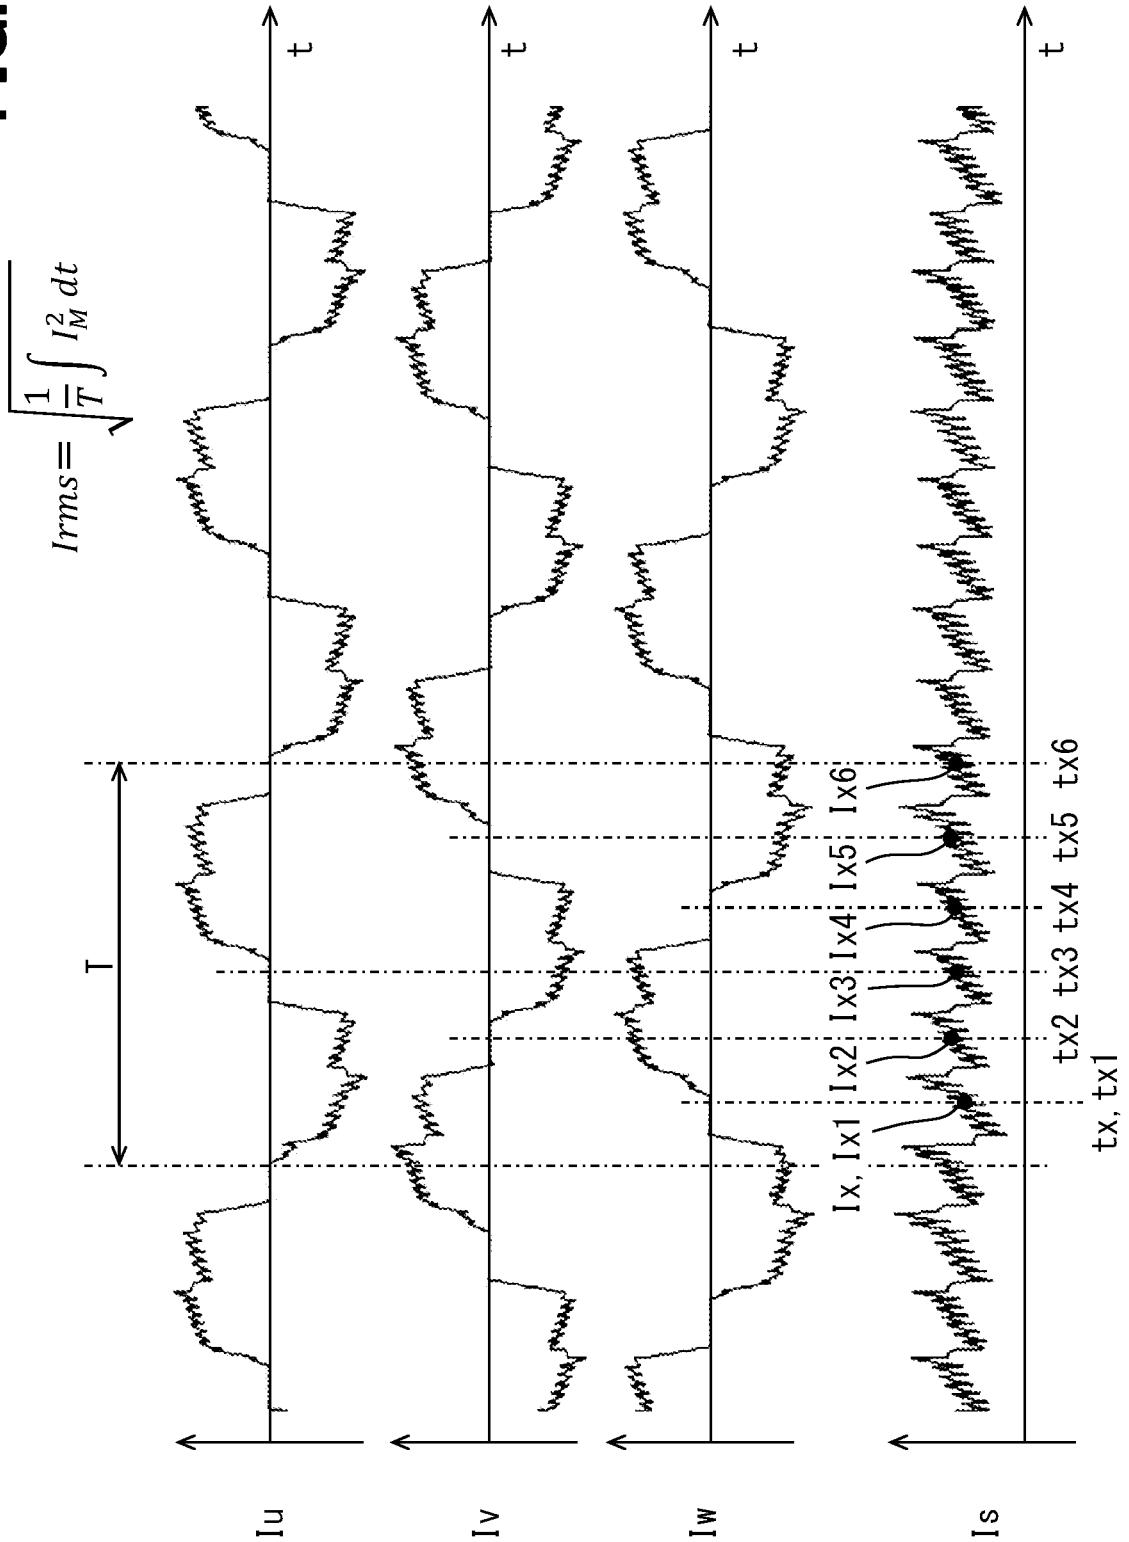 Irms = √(1/T ∫ I_M^2 dt)
T
Iu
t
Iv
t
Iw
t
Ix, Ix1 Ix2 Ix3 Ix4 Ix5 Ix6
Is
t
tx2 tx3 tx4 tx5 tx6
tx, tx1